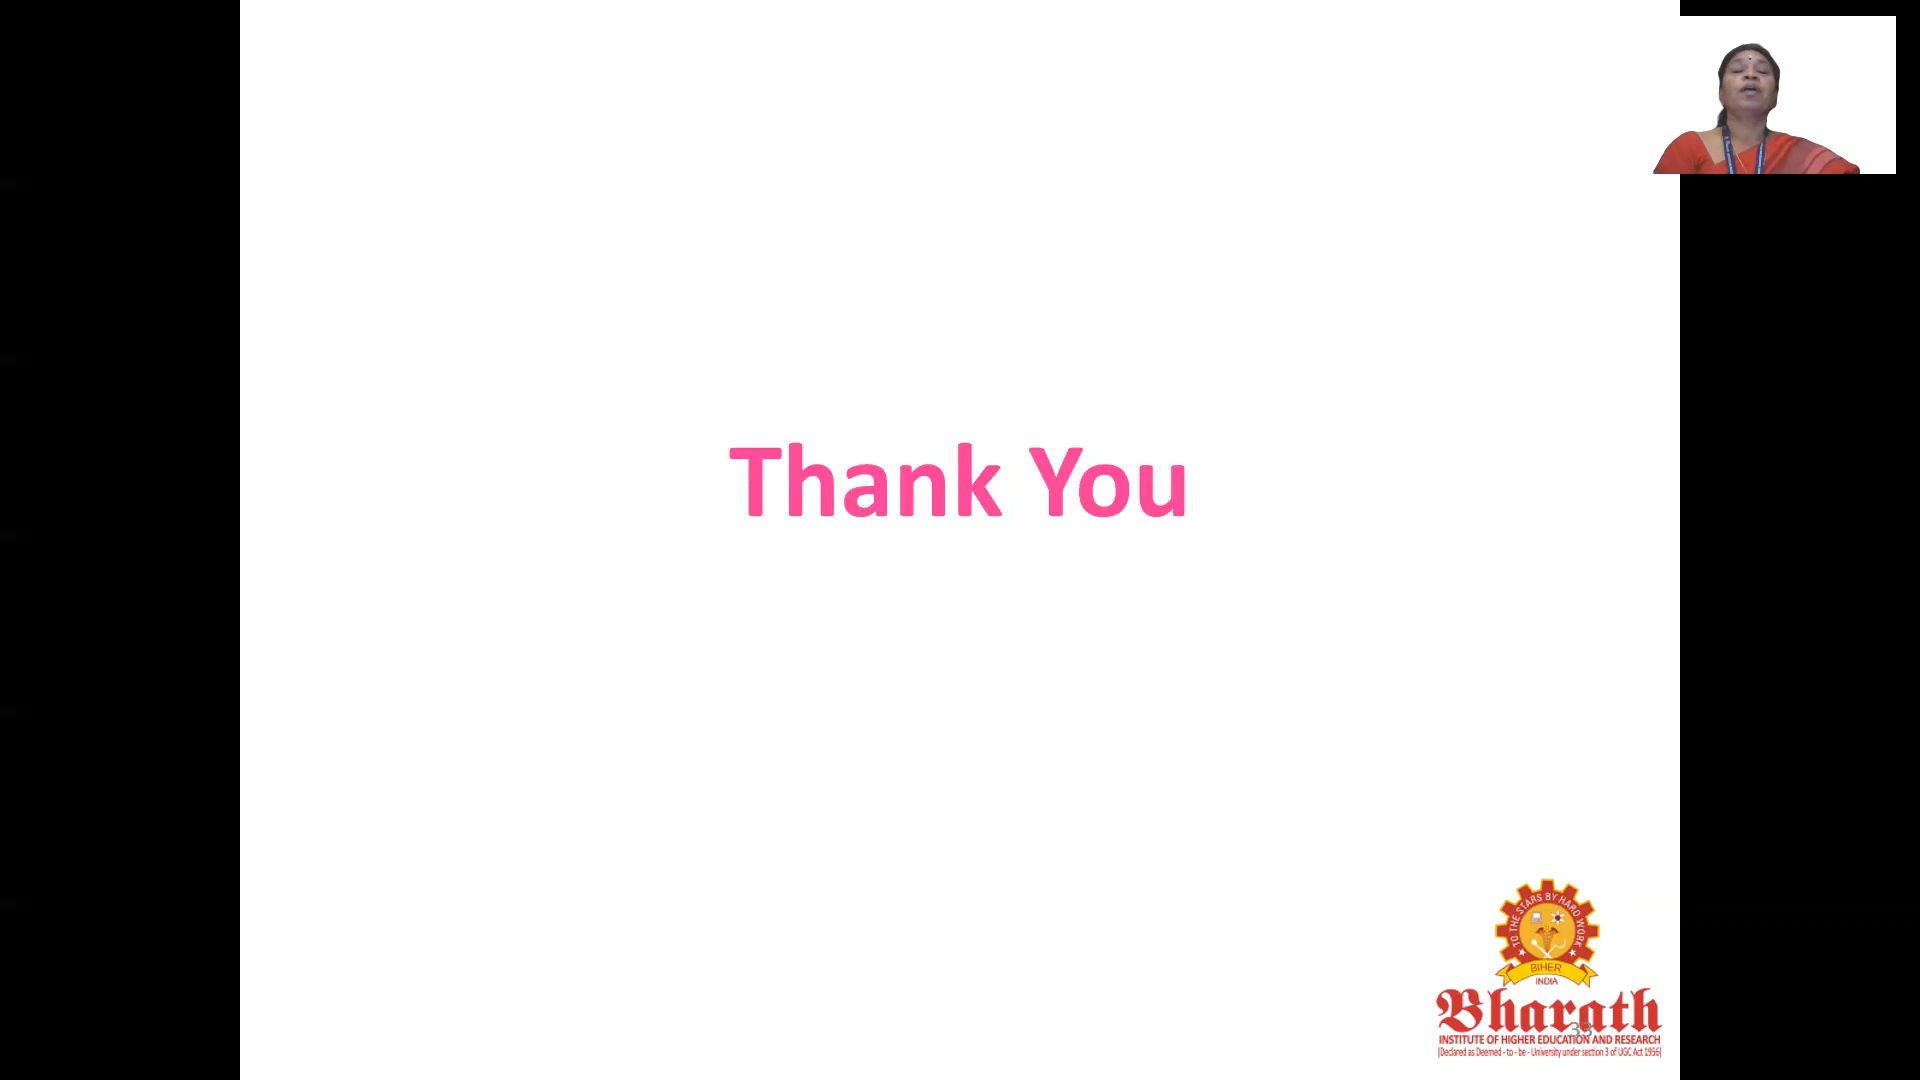 Thank You
TO THE STARS BY HARD WORK
BIHER
INDIA
Bharath
33
INSTITUTE OF HIGHER EDUCATION AND RESEARCH
(Declared as Deemed - to - be - University under section 3 of UGC Act 1956)